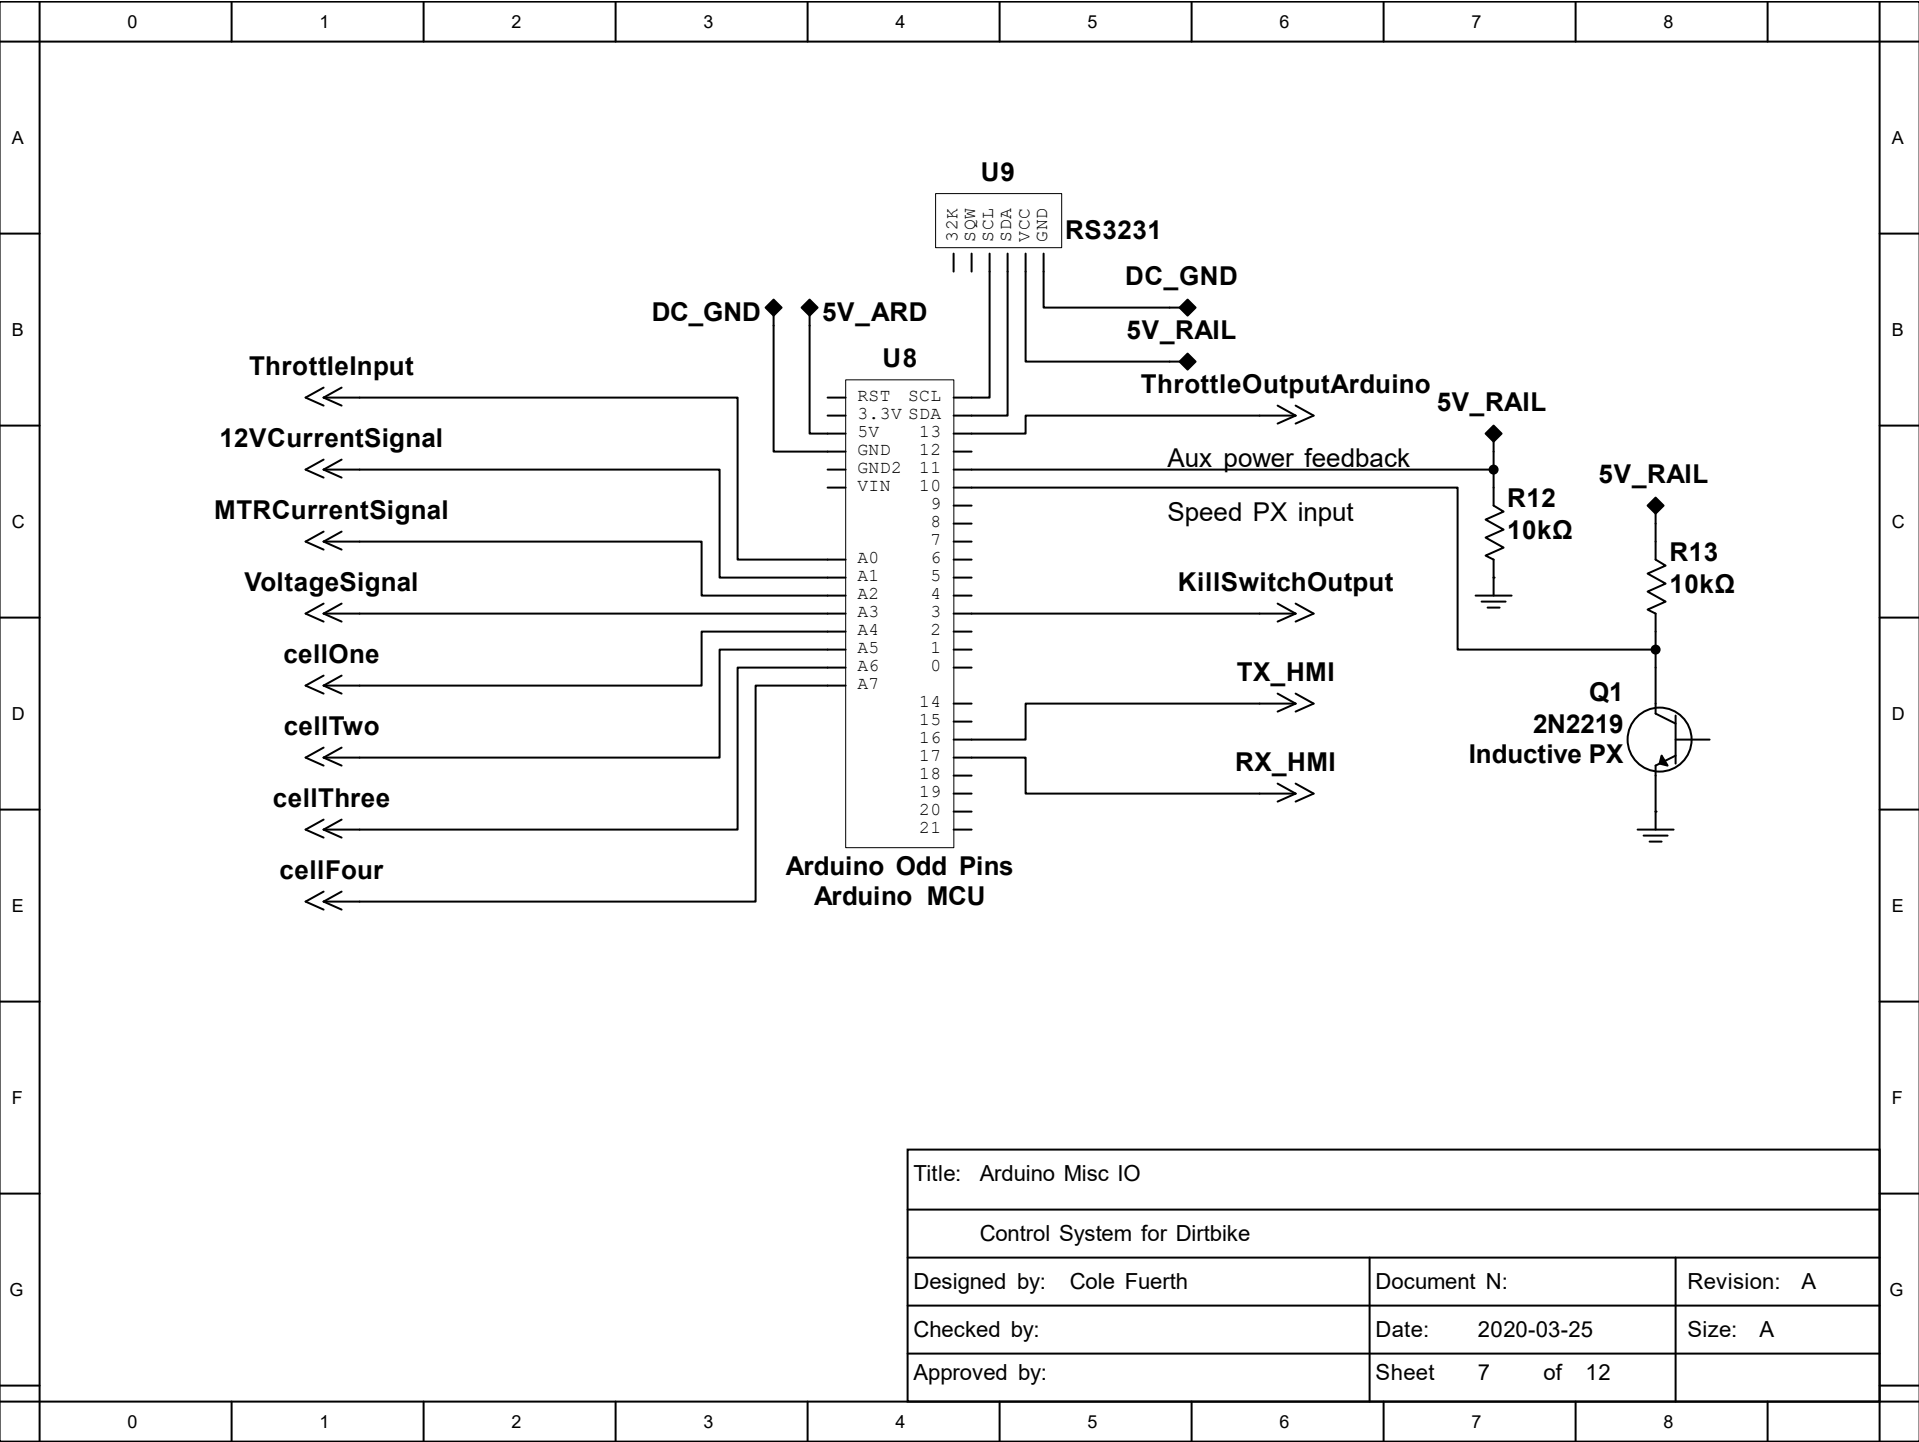 0 1 2 3 4 5 6 7 8
A A
U9
32K SQW SCL SDA VCC GND
RS3231
B B
DC_GND
DC_GND 5V_ARD
5V_RAIL
U8
ThrottleInput
ThrottleOutputArduino
5V_RAIL
RST SCL
3.3V SDA
5V 13
GND 12
GND2 11
VIN 10
9
8
7
A0 6
A1 5
A2 4
A3 3
A4 2
A5 1
A6 0
A7
14
15
16
17
18
19
20
21
Arduino Odd Pins
Arduino MCU
12VCurrentSignal
MTRCurrentSignal
VoltageSignal
cellOne
cellTwo
cellThree
cellFour
Aux power feedback
Speed PX input
KillSwitchOutput
TX_HMI
RX_HMI
R12
10kΩ
5V_RAIL
R13
10kΩ
Q1
2N2219
Inductive PX
C C
D D
E E
F F
G G
Title: Arduino Misc IO
Control System for Dirtbike
Designed by: Cole Fuerth Document N: Revision: A
Checked by: Date: 2020-03-25 Size: A
Approved by: Sheet 7 of 12
0 1 2 3 4 5 6 7 8